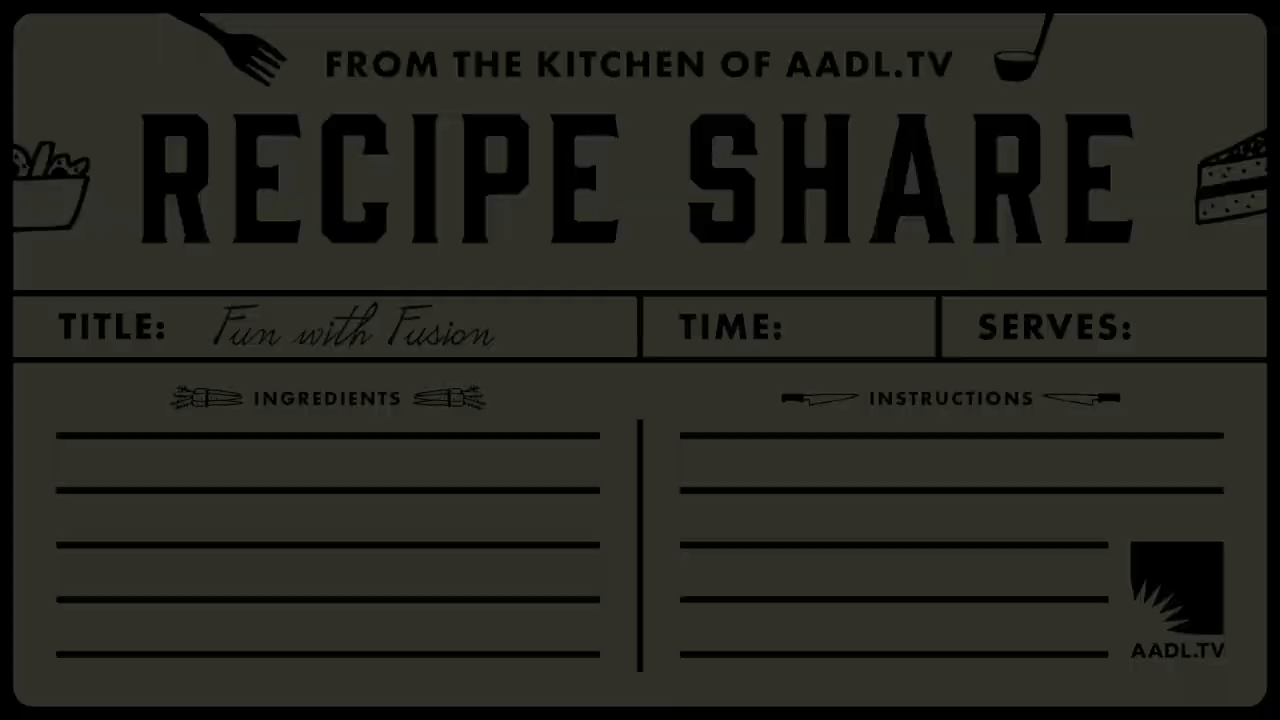 FROM THE KITCHEN OF AADL.TV
RECIPE SHARE
TITLE: Fun with Fusion
TIME:
SERVES:
INGREDIENTS
INSTRUCTIONS
AADL.TV